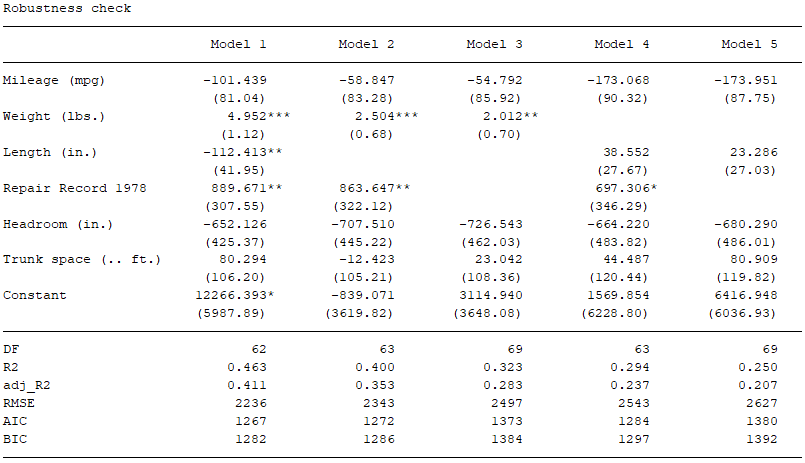 Robustness check
Model 1 Model 2 Model 3 Model 4 Model 5
Mileage (mpg) -101.439 -58.847 -54.792 -173.068 -173.951
(81.04) (83.28) (85.92) (90.32) (87.75)
Weight (lbs.) 4.952*** 2.504*** 2.012**
(1.12) (0.68) (0.70)
Length (in.) -112.413** 38.552 23.286
(41.95) (27.67) (27.03)
Repair Record 1978 889.671** 863.647** 697.306*
(307.55) (322.12) (346.29)
Headroom (in.) -652.126 -707.510 -726.543 -664.220 -680.290
(425.37) (445.22) (462.03) (483.82) (486.01)
Trunk space (.. ft.) 80.294 -12.423 23.042 44.487 80.909
(106.20) (105.21) (108.36) (120.44) (119.82)
Constant 12266.393* -839.071 3114.940 1569.854 6416.948
(5987.89) (3619.82) (3648.08) (6228.80) (6036.93)
DF 62 63 69 63 69
R2 0.463 0.400 0.323 0.294 0.250
adj_R2 0.411 0.353 0.283 0.237 0.207
RMSE 2236 2343 2497 2543 2627
AIC 1267 1272 1373 1284 1380
BIC 1282 1286 1384 1297 1392